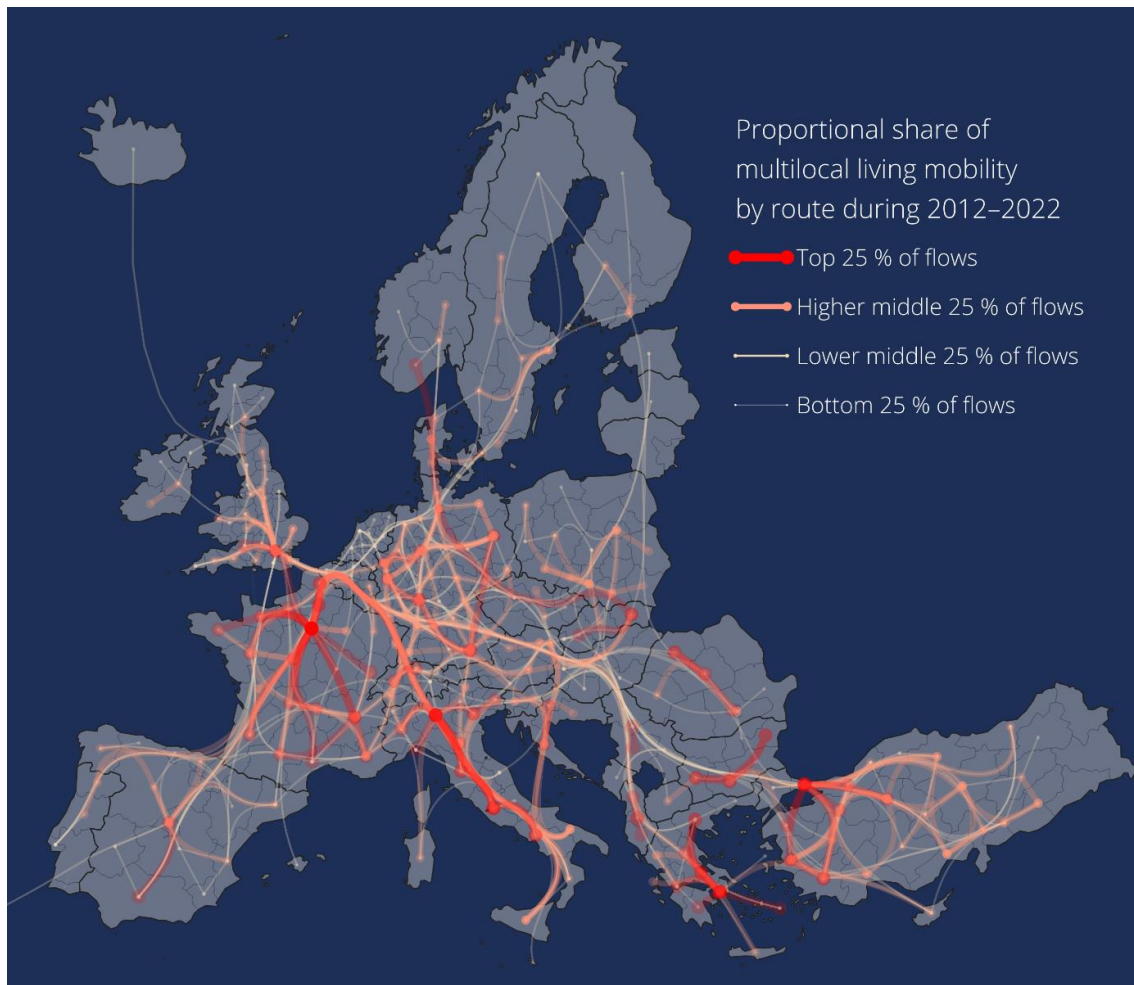 Proportional share of
multilocal living mobility
by route during 2012–2022
Top 25 % of flows
Higher middle 25 % of flows
Lower middle 25 % of flows
Bottom 25 % of flows